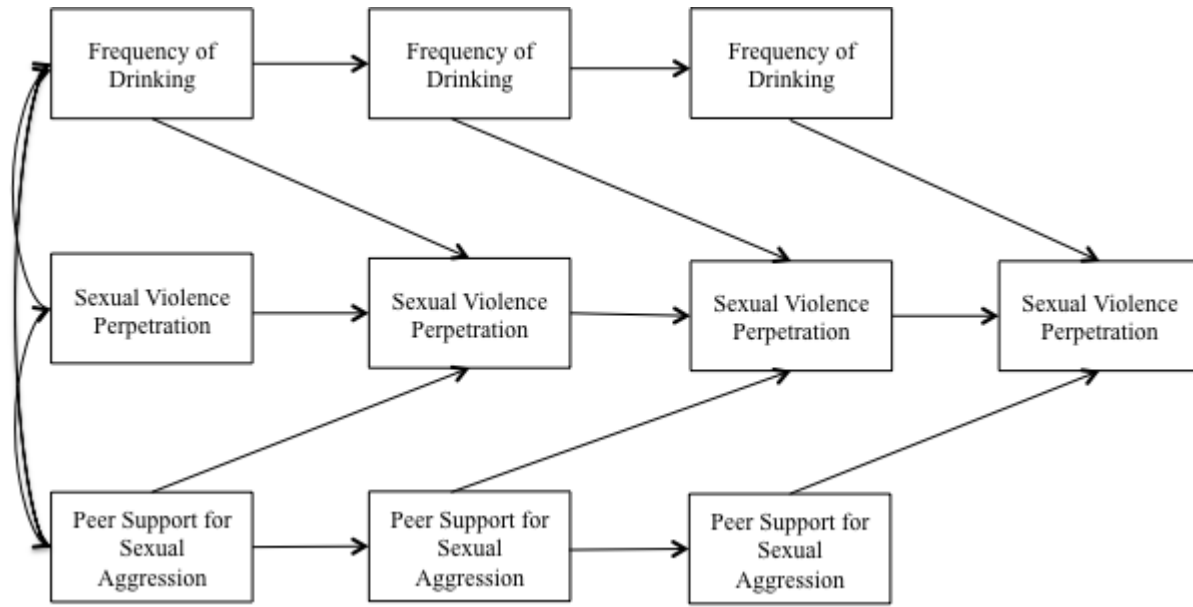 Frequency of
Drinking
Frequency of
Drinking
Frequency of
Drinking
Sexual Violence
Perpetration
Sexual Violence
Perpetration
Sexual Violence
Perpetration
Sexual Violence
Perpetration
Peer Support for
Sexual
Aggression
Peer Support for
Sexual
Aggression
Peer Support for
Sexual
Aggression